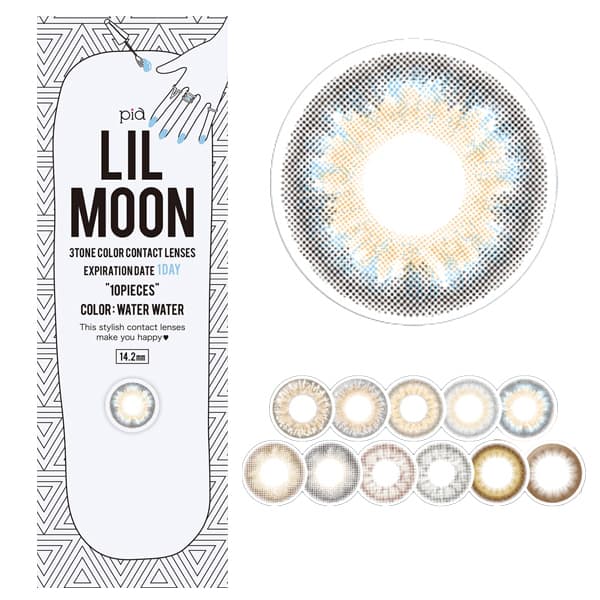 pià
LIL
MOON
3TONE COLOR CONTACT LENSES
EXPIRATION DATE 1DAY
"10PIECES"
COLOR: WATER WATER
This stylish contact lenses
make you happy♥
14.2mm